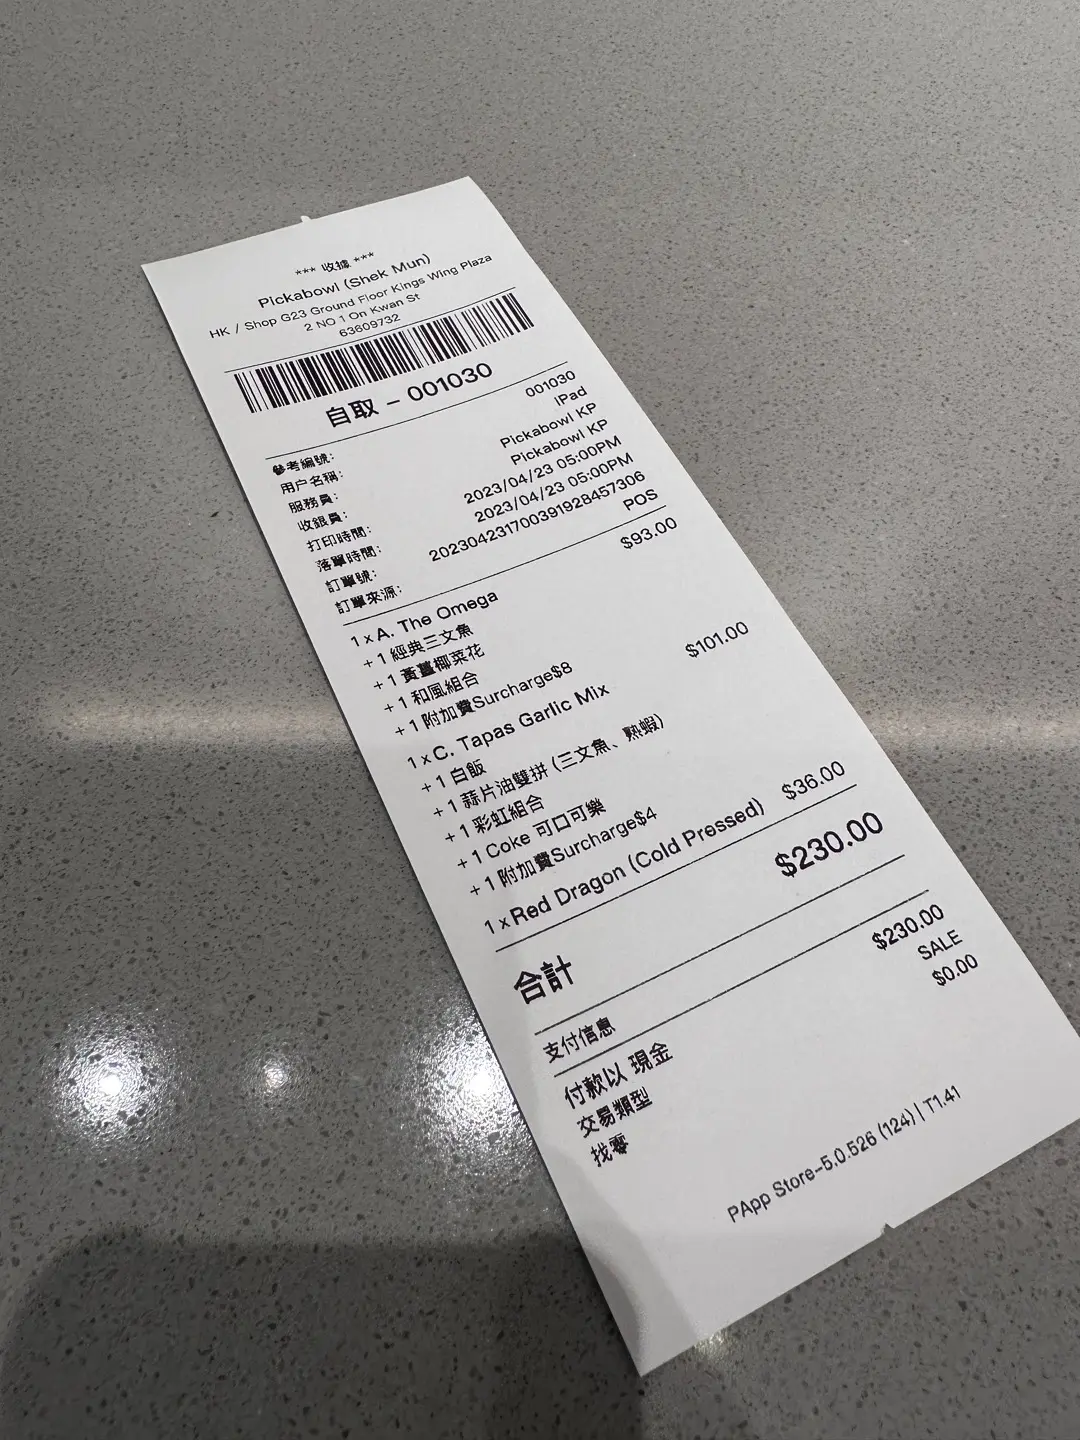 *** 收據 ***
Pickabowl (Shek Mun)
HK / Shop G23 Ground Floor Kings Wing Plaza
2 NO 1 On Kwan St
63609732
自取 - 001030
參考編號: 001030
用户名稱: iPad
服務員: Pickabowl KP
收銀員: Pickabowl KP
打印時間: 2023/04/23 05:00PM
落單時間: 2023/04/23 05:00PM
訂單號: 2023042317003919284573​06
訂單來源: POS
1 x A. The Omega $93.00
+ 1 經典三文魚
+ 1 黃薑椰菜花
+ 1 和風組合
+ 1 附加費Surcharge$8
1 x C. Tapas Garlic Mix $101.00
+ 1 白飯
+ 1 蒜片油雙拼 (三文魚、熟蝦)
+ 1 彩虹組合
+ 1 Coke 可口可樂
+ 1 附加費Surcharge$4
1 x Red Dragon (Cold Pressed) $36.00
合計 $230.00
支付信息
付款以 現金 $230.00
交易類型 SALE
找零 $0.00
PApp Store-5.0.526 (124) | T1.41